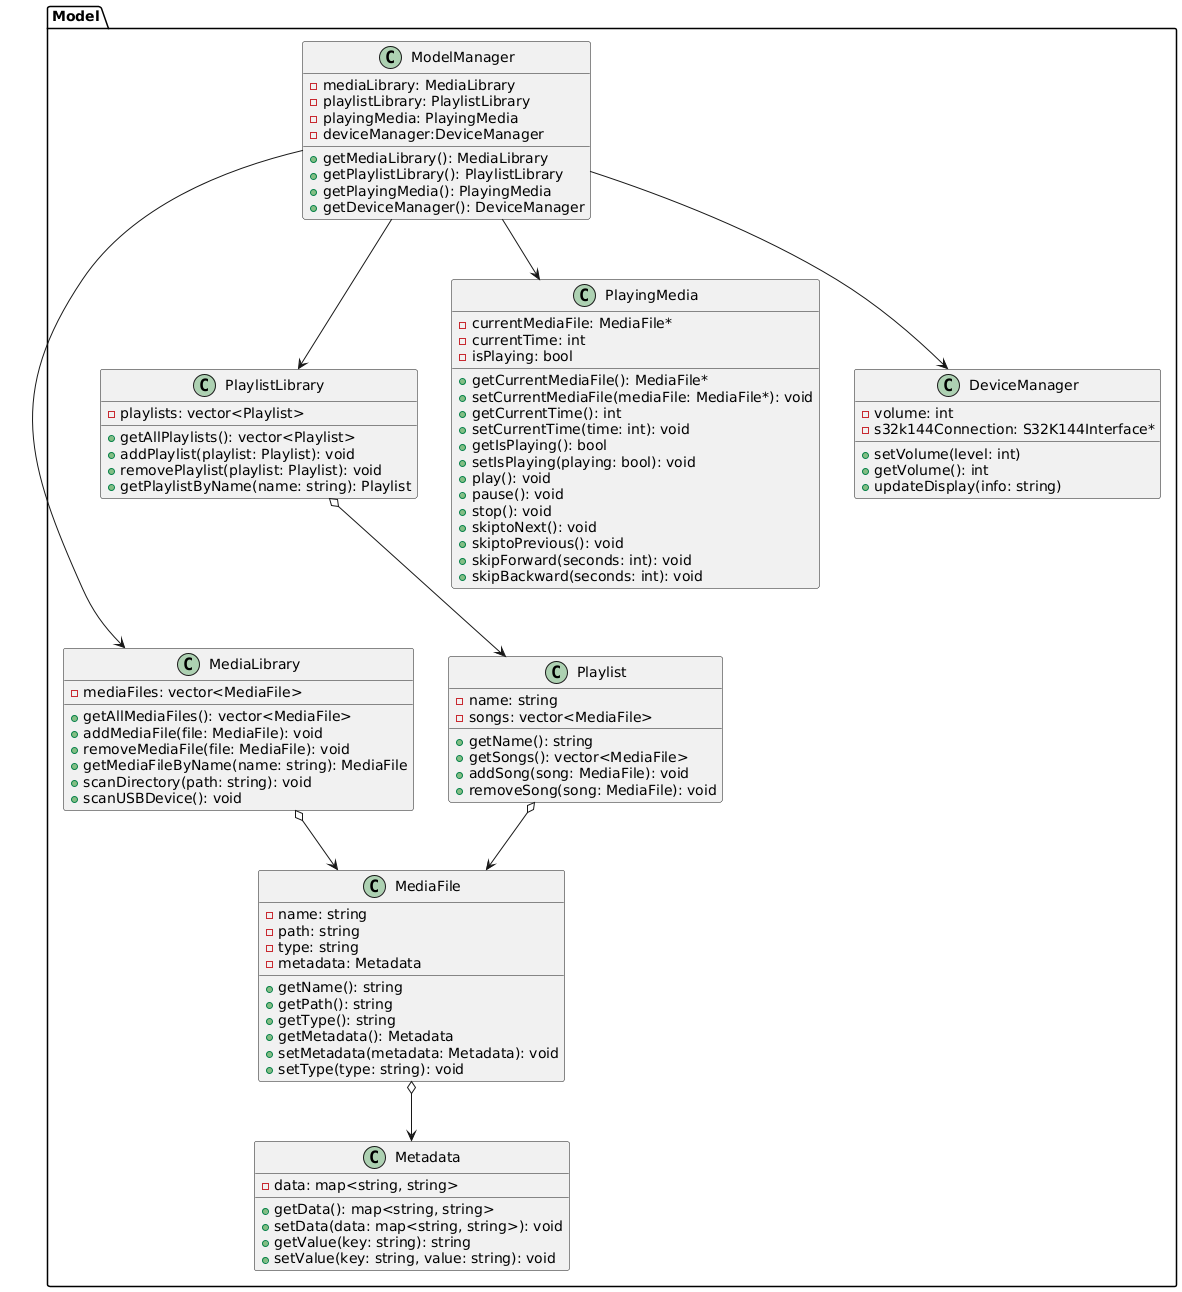 Model
C ModelManager
mediaLibrary: MediaLibrary
playlistLibrary: PlaylistLibrary
playingMedia: PlayingMedia
deviceManager:DeviceManager
getMediaLibrary(): MediaLibrary
getPlaylistLibrary(): PlaylistLibrary
getPlayingMedia(): PlayingMedia
getDeviceManager(): DeviceManager
C PlayingMedia
currentMediaFile: MediaFile*
currentTime: int
isPlaying: bool
getCurrentMediaFile(): MediaFile*
setCurrentMediaFile(mediaFile: MediaFile*): void
getCurrentTime(): int
setCurrentTime(time: int): void
getIsPlaying(): bool
setIsPlaying(playing: bool): void
play(): void
pause(): void
stop(): void
skiptoNext(): void
skiptoPrevious(): void
skipForward(seconds: int): void
skipBackward(seconds: int): void
C PlaylistLibrary
playlists: vector<Playlist>
getAllPlaylists(): vector<Playlist>
addPlaylist(playlist: Playlist): void
removePlaylist(playlist: Playlist): void
getPlaylistByName(name: string): Playlist
C DeviceManager
volume: int
s32k144Connection: S32K144Interface*
setVolume(level: int)
getVolume(): int
updateDisplay(info: string)
C MediaLibrary
mediaFiles: vector<MediaFile>
getAllMediaFiles(): vector<MediaFile>
addMediaFile(file: MediaFile): void
removeMediaFile(file: MediaFile): void
getMediaFileByName(name: string): MediaFile
scanDirectory(path: string): void
scanUSBDevice(): void
C Playlist
name: string
songs: vector<MediaFile>
getName(): string
getSongs(): vector<MediaFile>
addSong(song: MediaFile): void
removeSong(song: MediaFile): void
C MediaFile
name: string
path: string
type: string
metadata: Metadata
getName(): string
getPath(): string
getType(): string
getMetadata(): Metadata
setMetadata(metadata: Metadata): void
setType(type: string): void
C Metadata
data: map<string, string>
getData(): map<string, string>
setData(data: map<string, string>): void
getValue(key: string): string
setValue(key: string, value: string): void